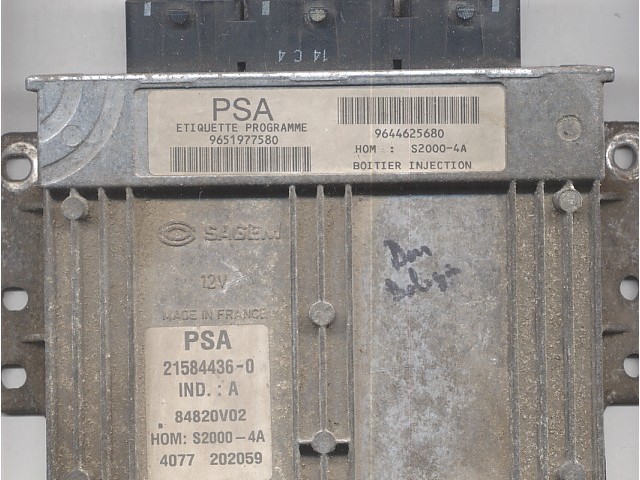 14 C 4
PSA
ETIQUETTE PROGRAMME
9651977580
9644625680
HOM : S2000-4A
BOITIER INJECTION
SAGEM
12V
MADE IN FRANCE
PSA
21584436-0
IND. : A
84820V02
HOM: S2000-4A
4077 202059